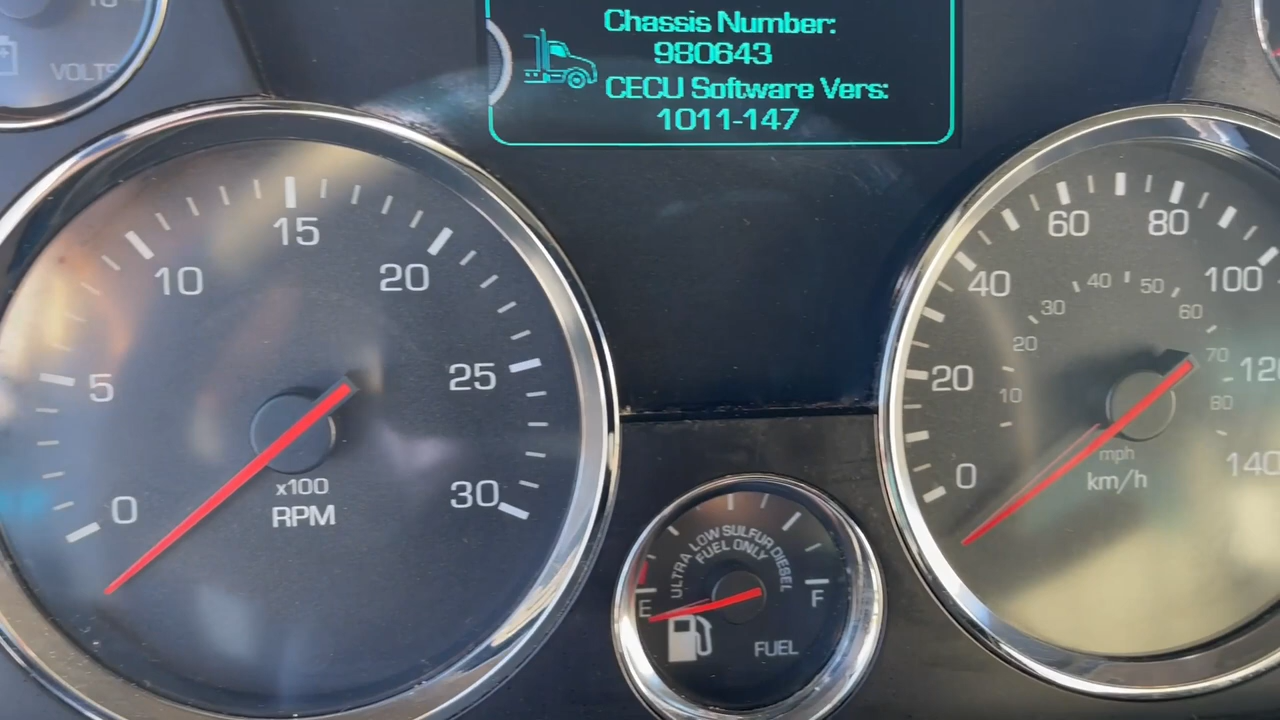 VOLTS
Chassis Number:
980643
CECU Software Vers:
1011-147
0
5
10
15
20
25
30
x100
RPM
0
20
40
60
80
100
140
10
20
30
40
50
60
70
80
mph
km/h
ULTRA LOW SULFUR DIESEL
FUEL ONLY
E
F
FUEL